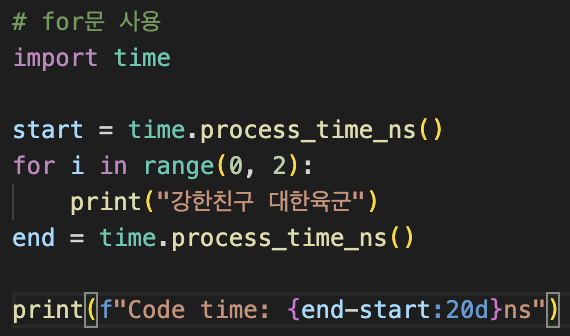 # for문 사용
import time

start = time.process_time_ns()
for i in range(0, 2):
    print("강한친구 대한육군")
end = time.process_time_ns()

print(f"Code time: {end-start:20d}ns")